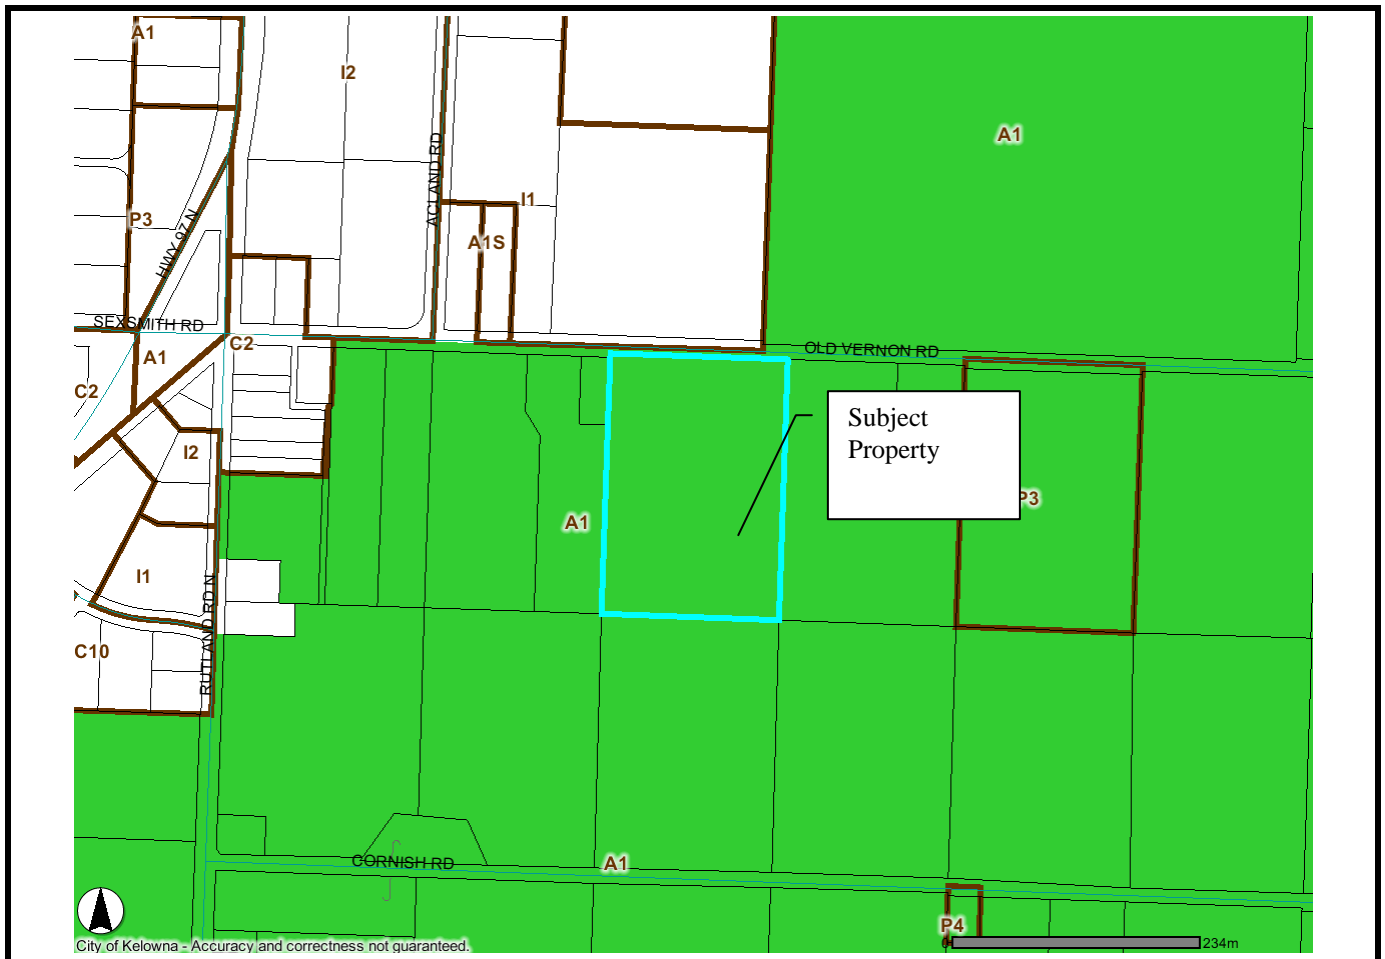 A1
I2
A1
ACLAND RD
I1
P3
A1S
HWY 97 N
SEXSMITH RD
C2
OLD VERNON RD
A1
C2
Subject
Property
I2
P3
A1
I1
RUTLAND RD N
C10
CORNISH RD
A1
P4
City of Kelowna - Accuracy and correctness not guaranteed.
0
234m